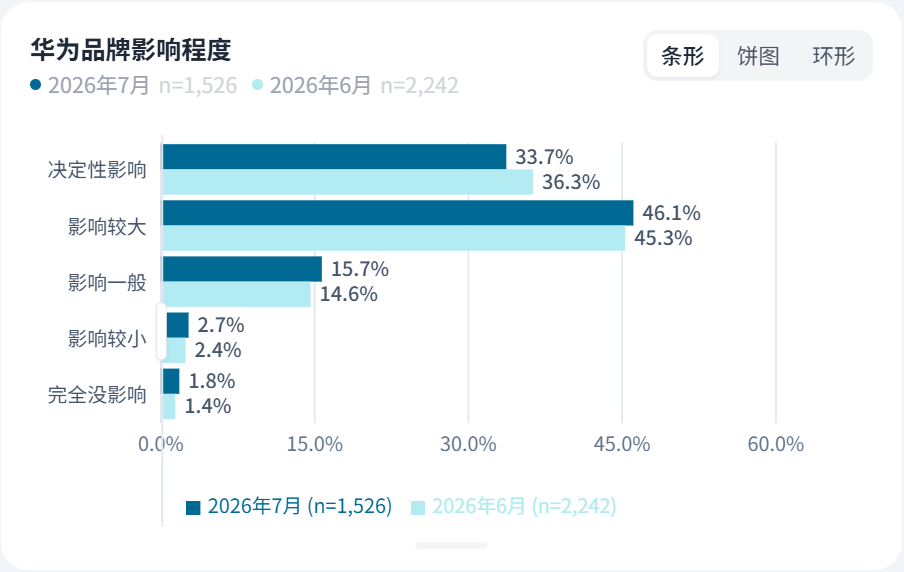 华为品牌影响程度
条形 饼图 环形
2026年7月 n=1,526 2026年6月 n=2,242
决定性影响 33.7%
36.3%
影响较大 46.1%
45.3%
影响一般 15.7%
14.6%
影响较小 2.7%
2.4%
完全没影响 1.8%
1.4%
0.0% 15.0% 30.0% 45.0% 60.0%
2026年7月 (n=1,526) 2026年6月 (n=2,242)